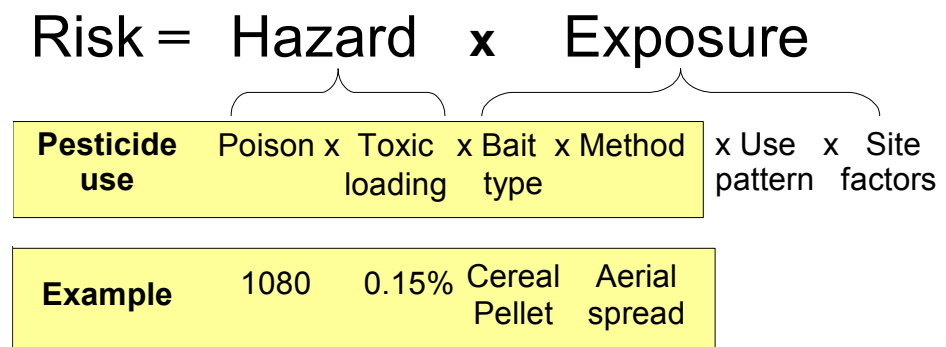 Risk = Hazard x Exposure
Pesticide use Poison x Toxic loading x Bait type x Method x Use pattern x Site factors
Example 1080 0.15% Cereal Pellet Aerial spread